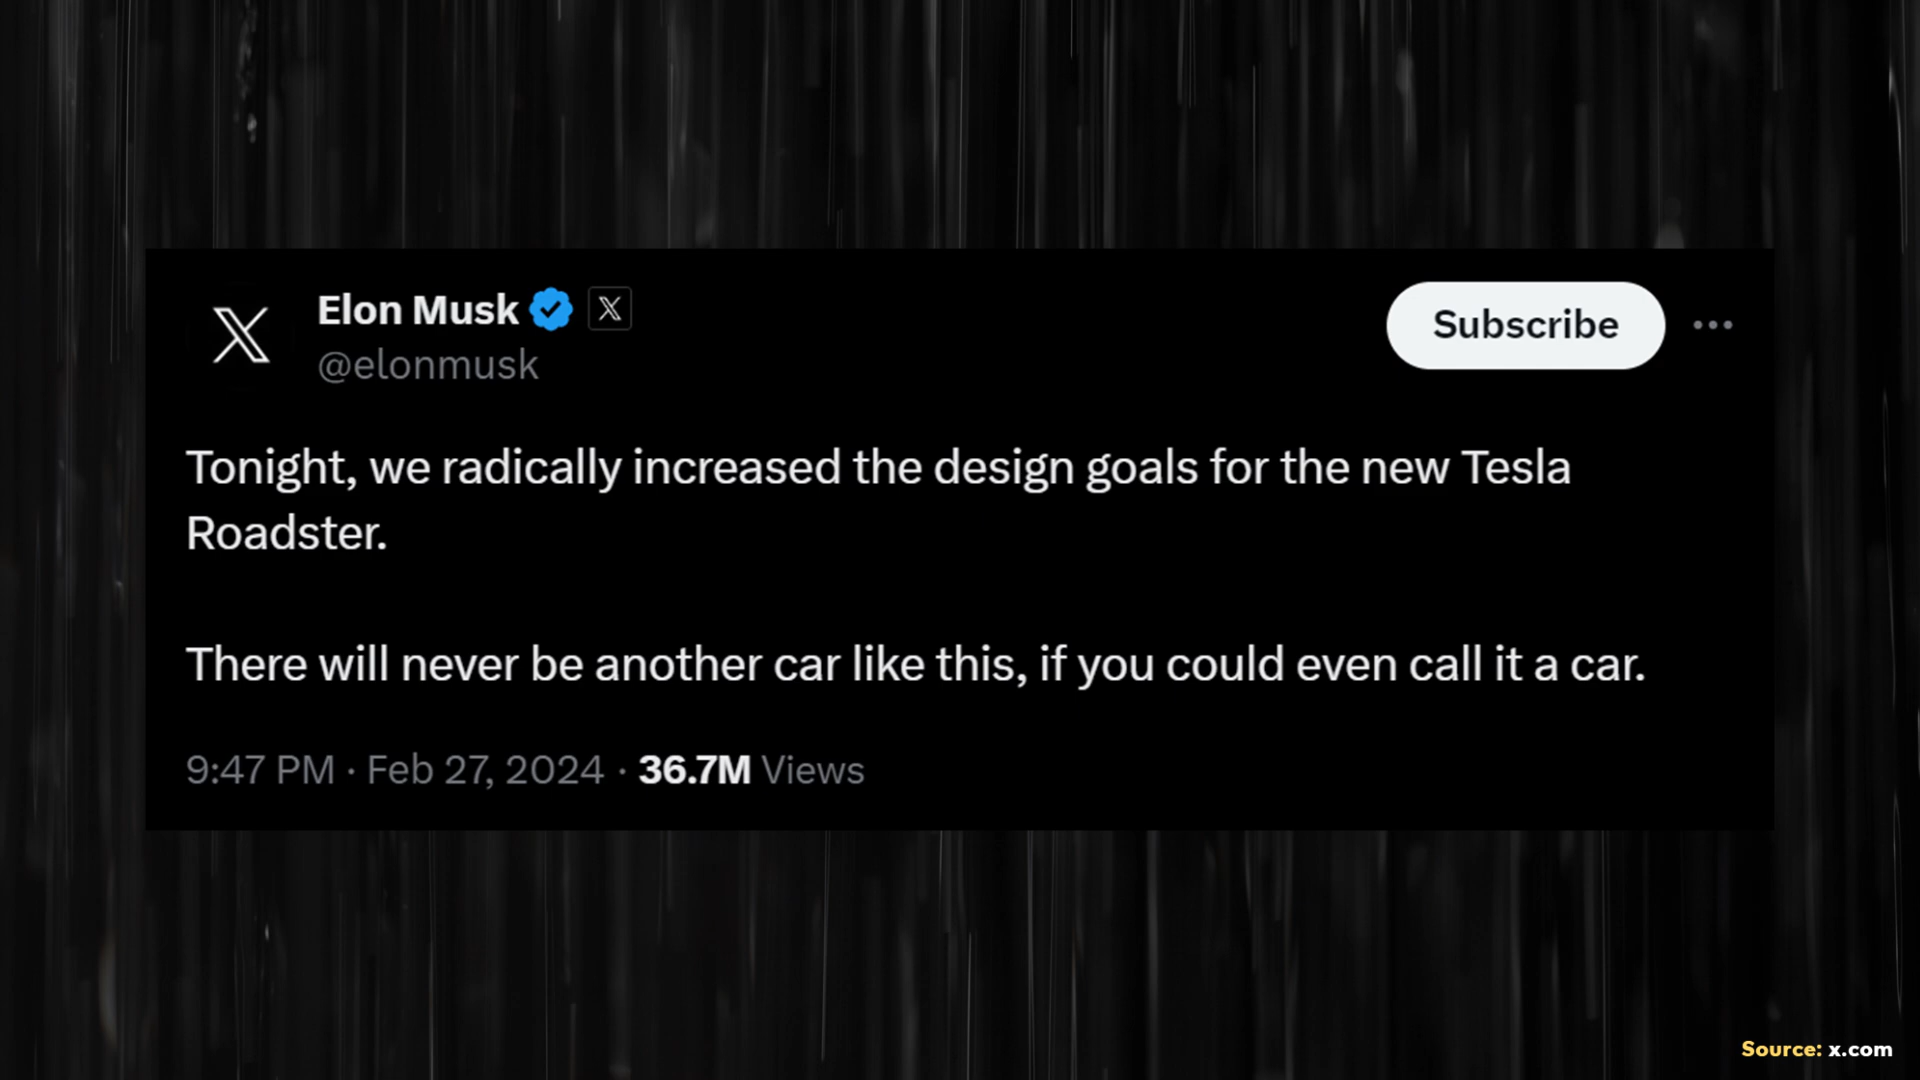 Elon Musk
@elonmusk
Subscribe
Tonight, we radically increased the design goals for the new Tesla
Roadster.
There will never be another car like this, if you could even call it a car.
9:47 PM · Feb 27, 2024 · 36.7M Views
Source: x.com